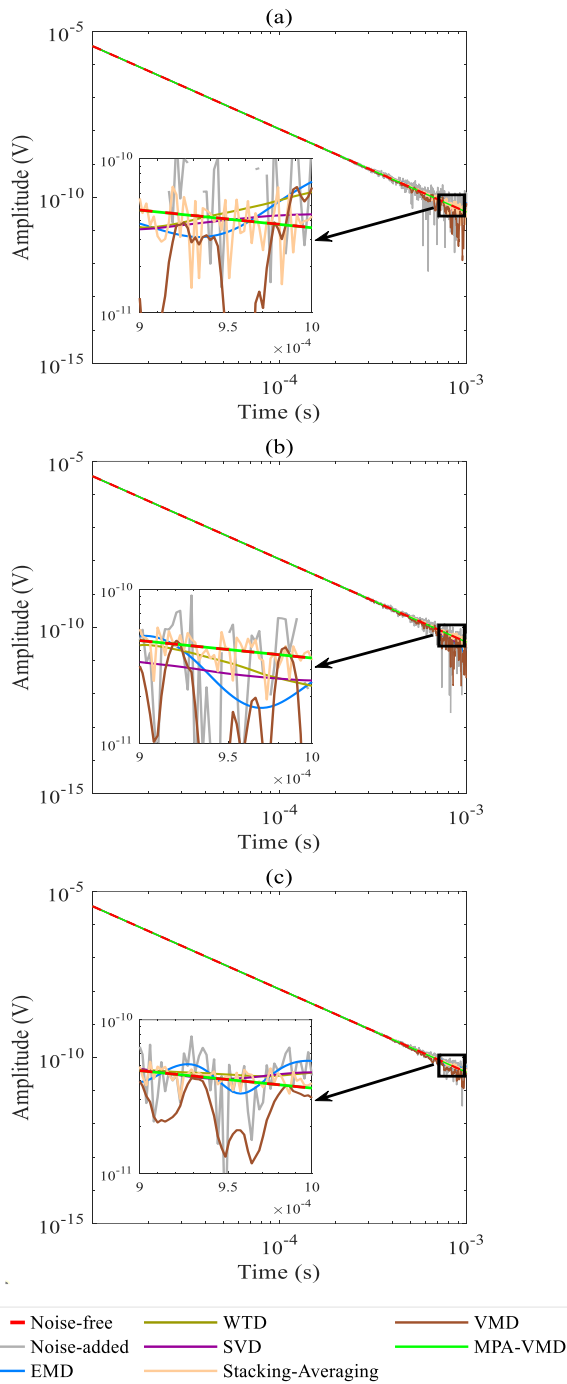 (a)
10-5
10-10
10-15
Amplitude (V)
10-10
10-11
9
9.5
10
×10-4
10-4
10-3
Time (s)
(b)
10-5
10-10
10-15
Amplitude (V)
10-10
10-11
9
9.5
10
×10-4
10-4
10-3
Time (s)
(c)
10-5
10-10
10-15
Amplitude (V)
10-10
10-11
9
9.5
10
×10-4
10-4
10-3
Time (s)
Noise-free WTD VMD
Noise-added SVD MPA-VMD
EMD Stacking-Averaging